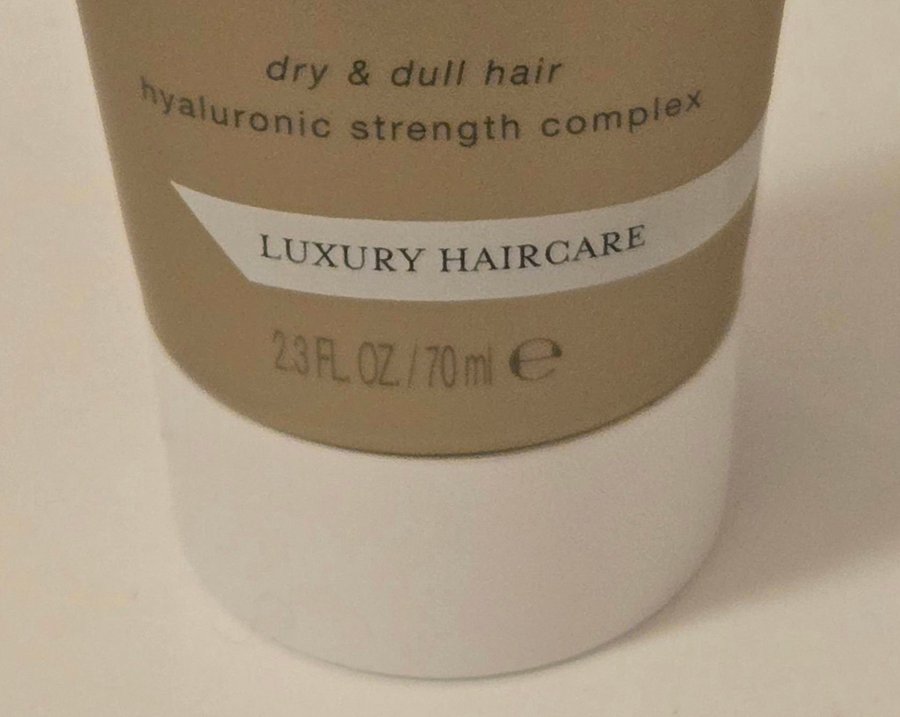 dry & dull hair
hyaluronic strength complex
LUXURY HAIRCARE
2.3 FL. OZ. / 70 ml ℮